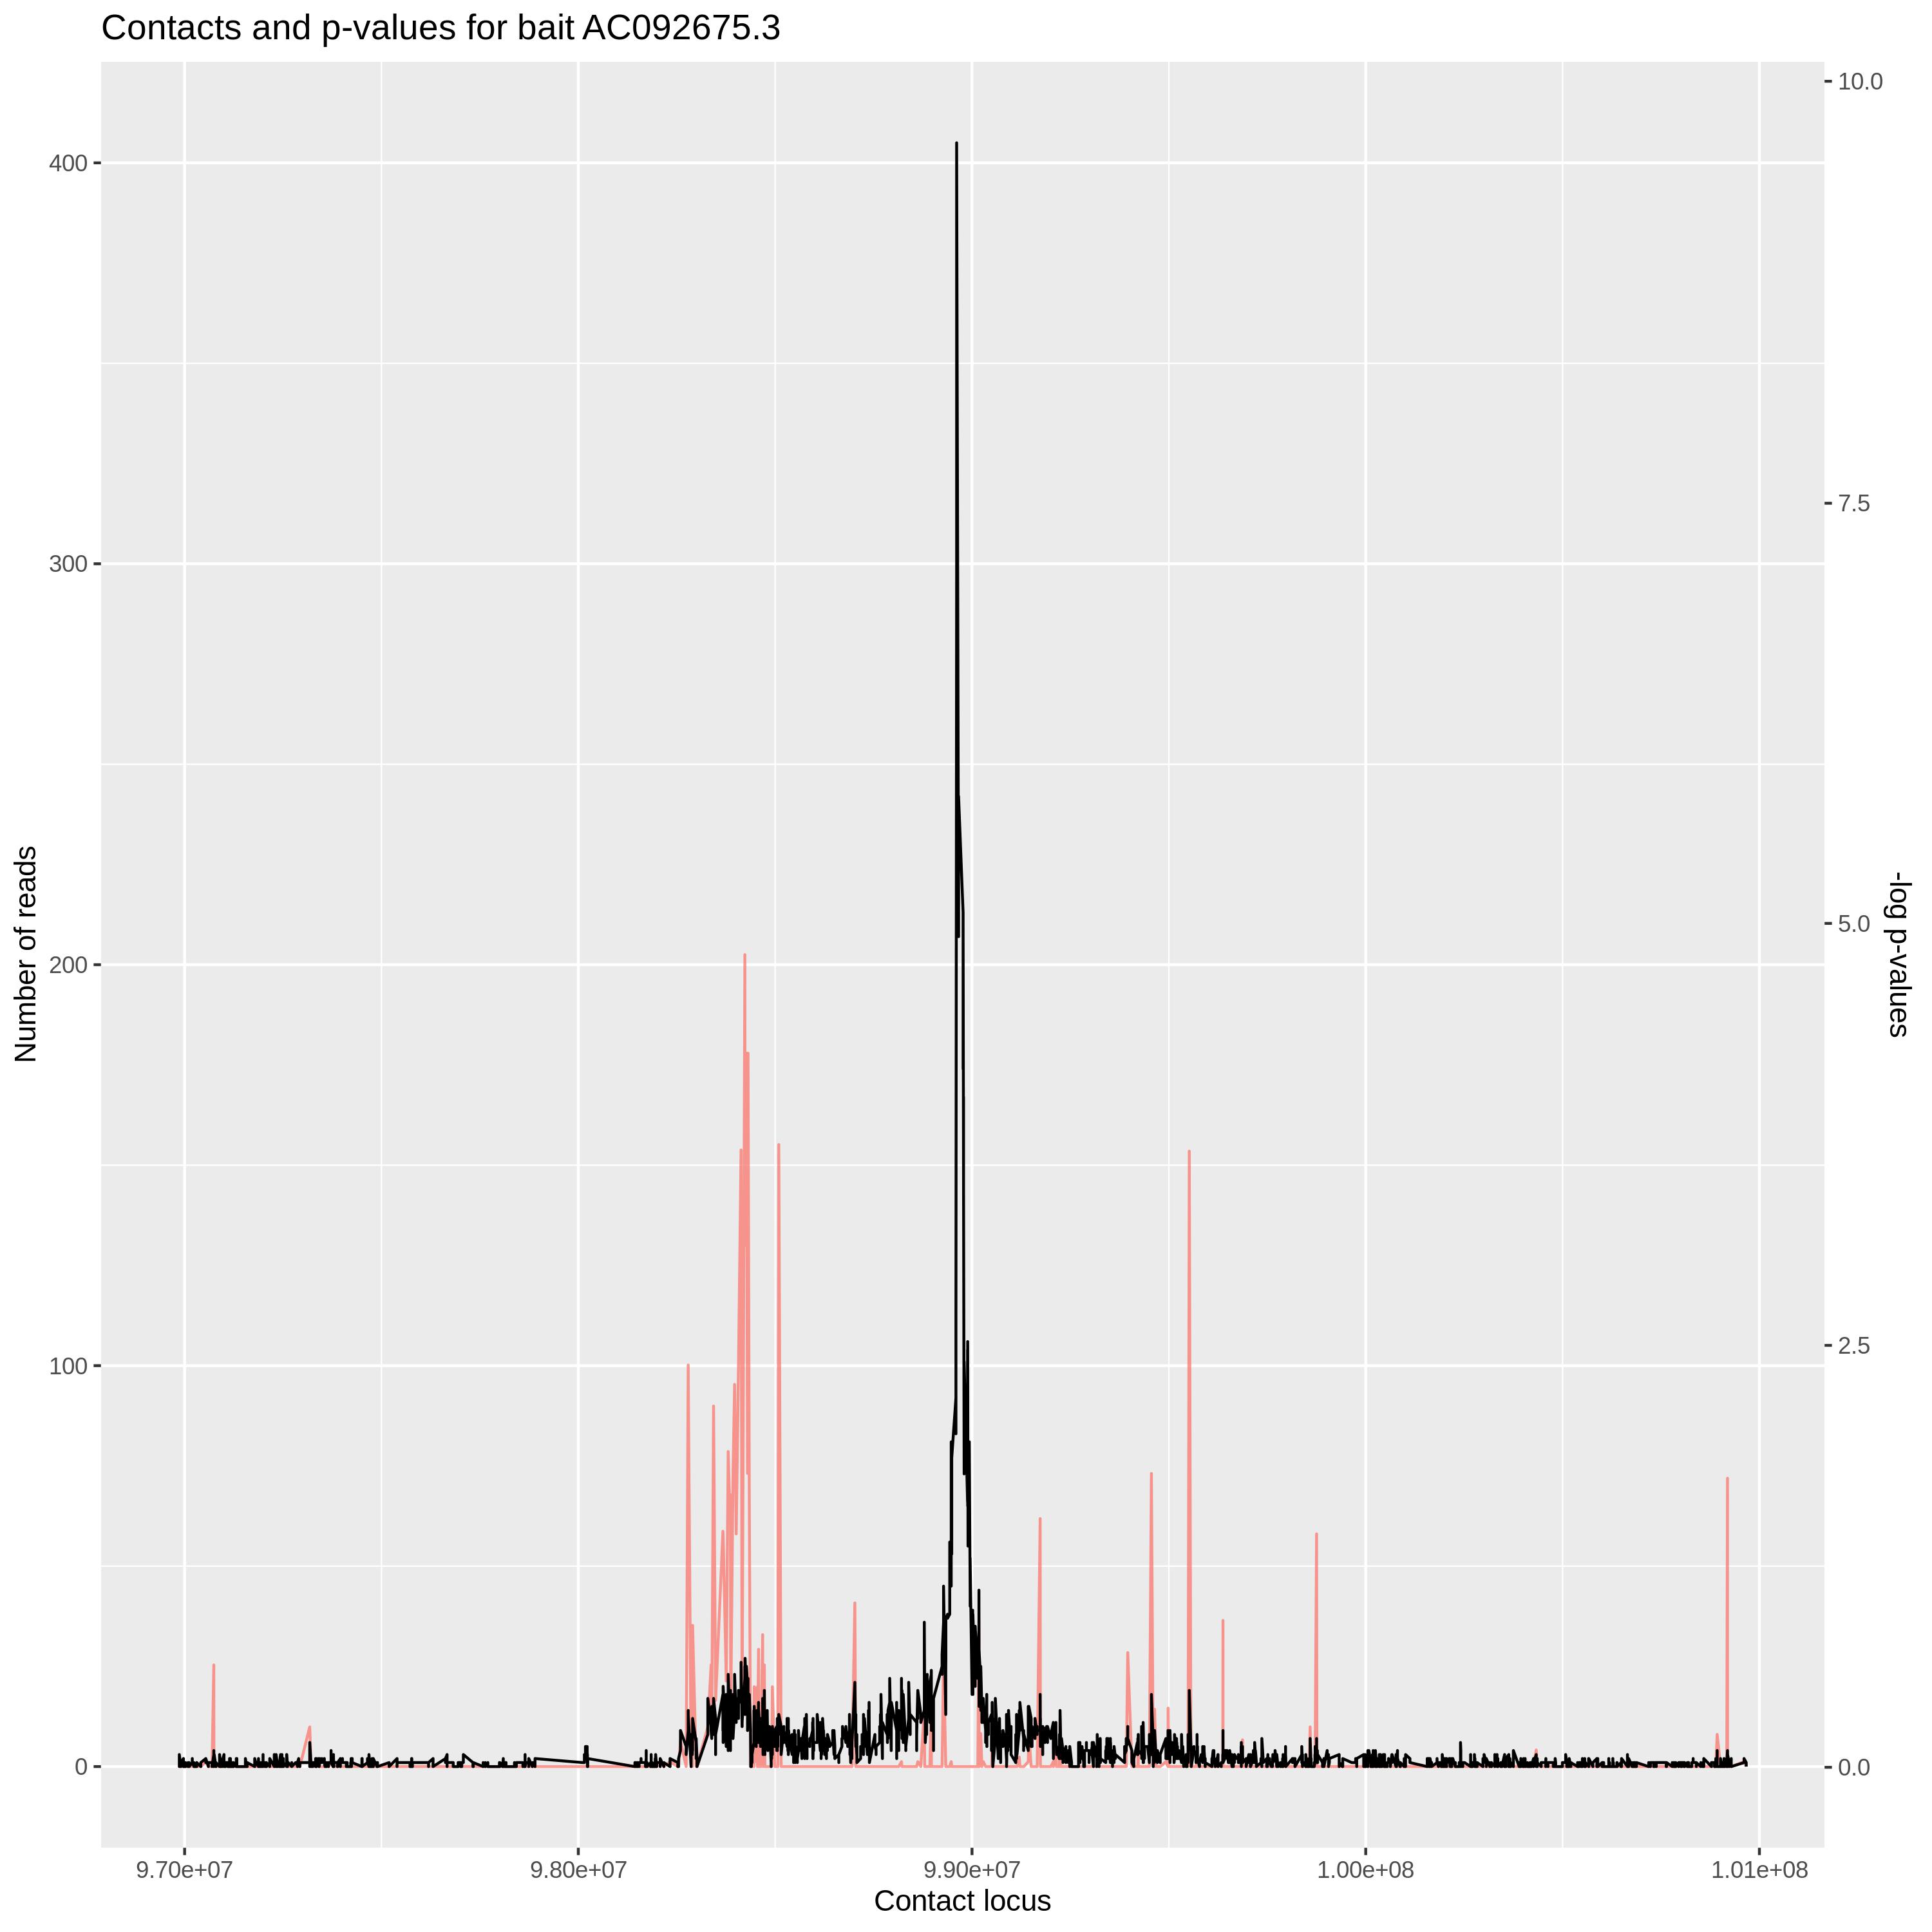 Contacts and p-values for bait AC092675.3
400
300
200
100
0
Number of reads
10.0
7.5
5.0
2.5
0.0
-log p-values
9.70e+07 9.80e+07 9.90e+07 1.00e+08 1.01e+08
Contact locus